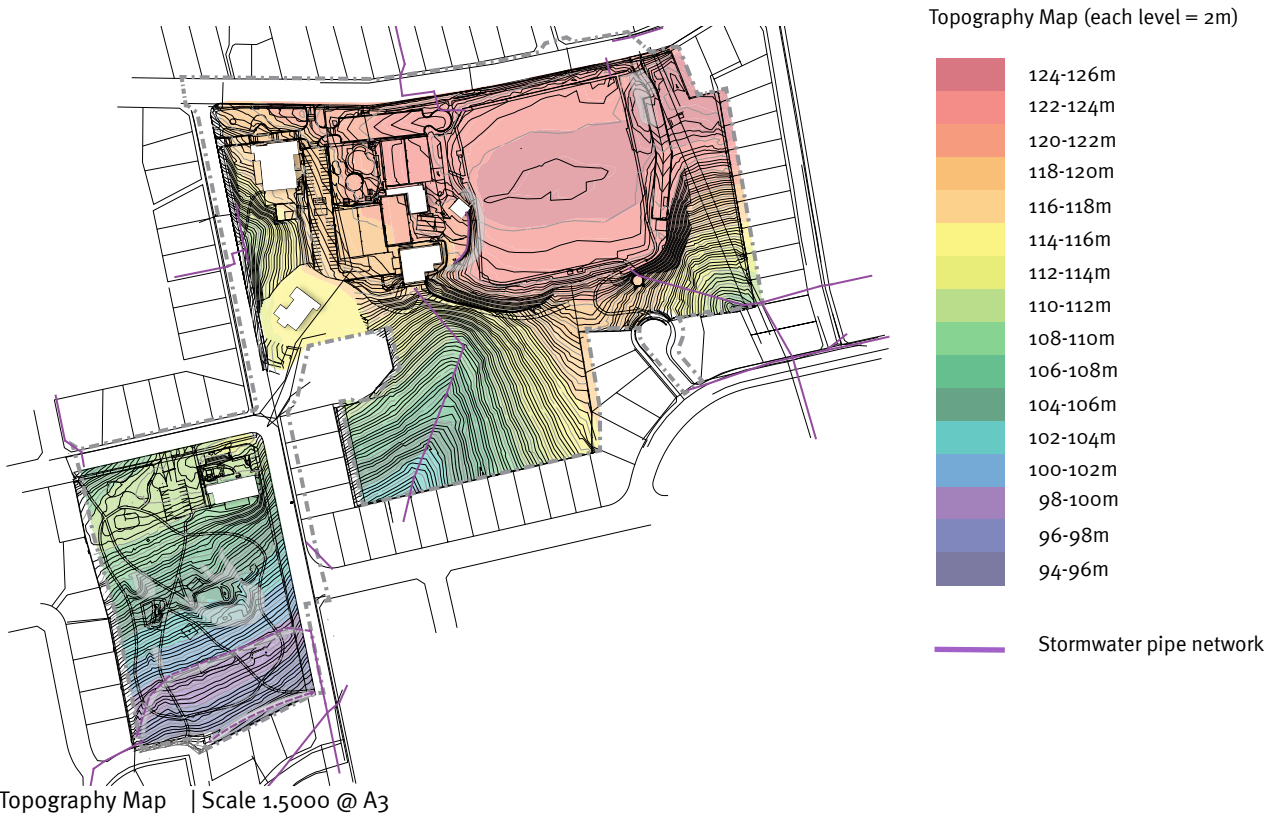 Topography Map (each level = 2m)
124-126m
122-124m
120-122m
118-120m
116-118m
114-116m
112-114m
110-112m
108-110m
106-108m
104-106m
102-104m
100-102m
98-100m
96-98m
94-96m
Stormwater pipe network
Topography Map | Scale 1.5000 @ A3